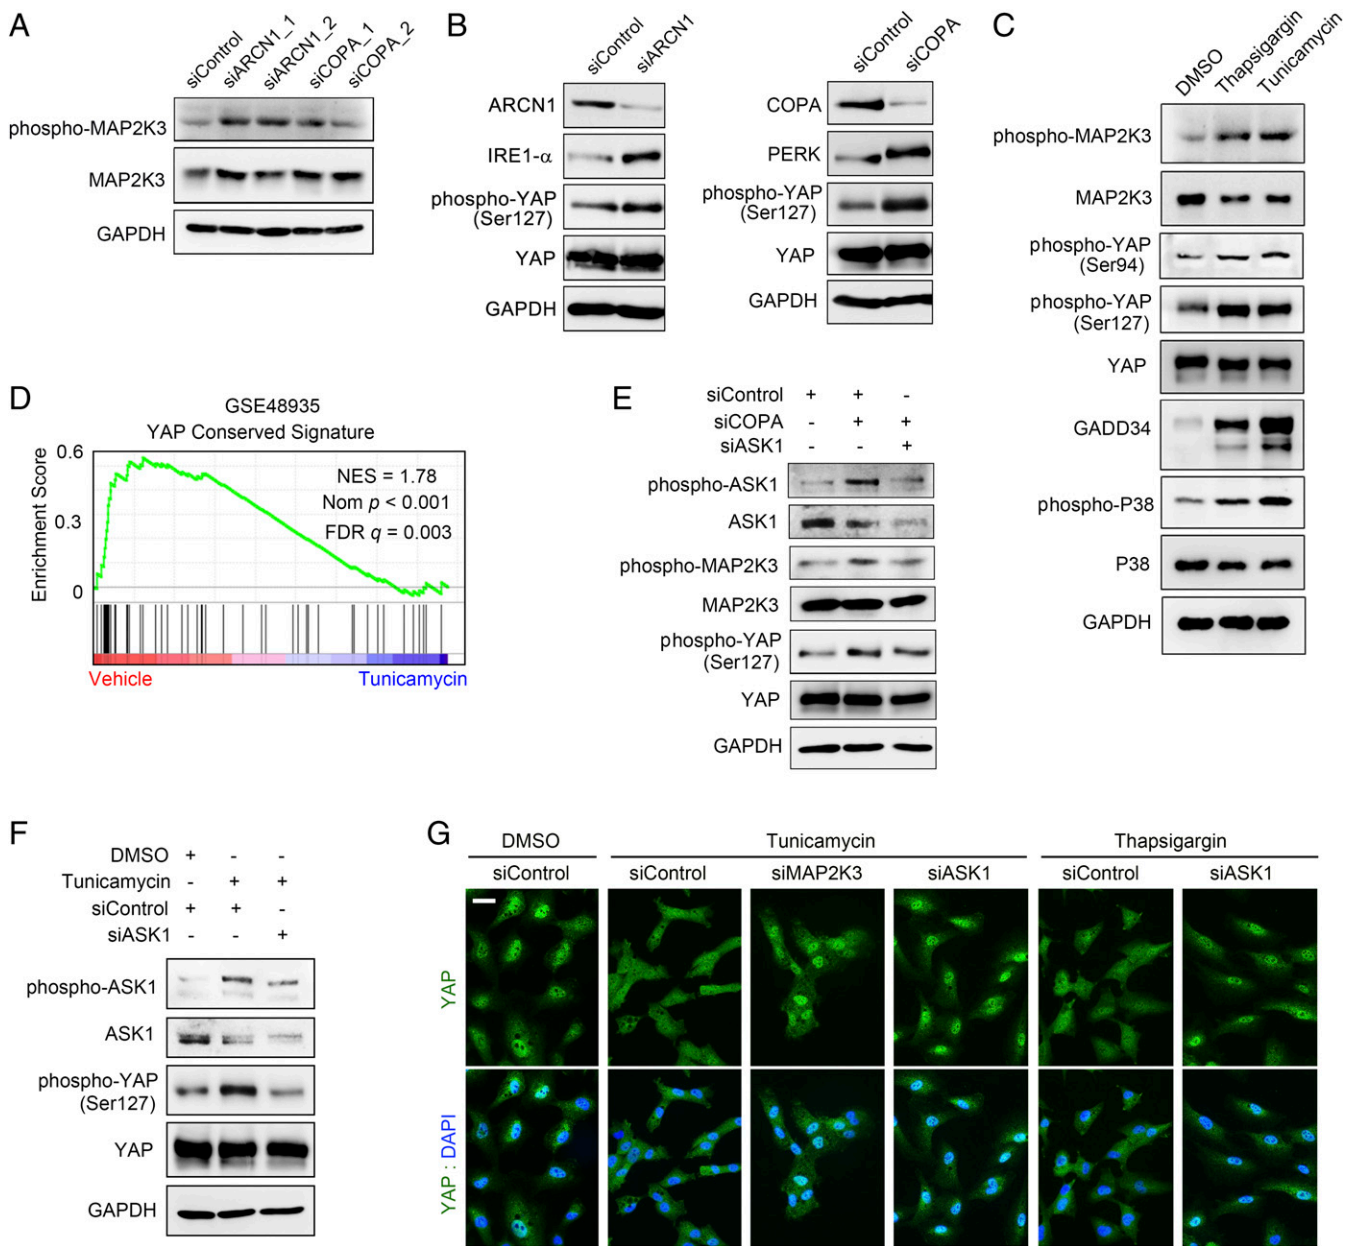 A
siControl
siARCN1_1
siARCN1_2
siCOPA_1
siCOPA_2
phospho-MAP2K3
MAP2K3
GAPDH
B
siControl
siARCN1
ARCN1
IRE1-α
phospho-YAP
(Ser127)
YAP
GAPDH
siControl
siCOPA
COPA
PERK
phospho-YAP
(Ser127)
YAP
GAPDH
C
DMSO
Thapsigargin
Tunicamycin
phospho-MAP2K3
MAP2K3
phospho-YAP
(Ser94)
phospho-YAP
(Ser127)
YAP
GADD34
phospho-P38
P38
GAPDH
D
GSE48935
YAP Conserved Signature
Enrichment Score
0.6
0.3
0
NES = 1.78
Nom p < 0.001
FDR q = 0.003
Vehicle
Tunicamycin
E
siControl + + -
siCOPA - + +
siASK1 - - +
phospho-ASK1
ASK1
phospho-MAP2K3
MAP2K3
phospho-YAP
(Ser127)
YAP
GAPDH
F
DMSO + - -
Tunicamycin - + +
siControl + + -
siASK1 - - +
phospho-ASK1
ASK1
phospho-YAP
(Ser127)
YAP
GAPDH
G
DMSO
Tunicamycin
Thapsigargin
siControl
siControl
siMAP2K3
siASK1
siControl
siASK1
YAP
YAP : DAPI